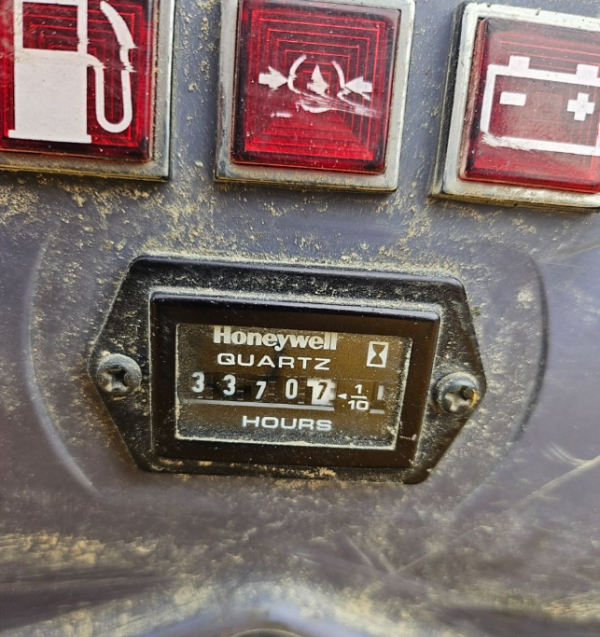 Honeywell
QUARTZ
3 3 7 0 7 ◄ 1/10
HOURS